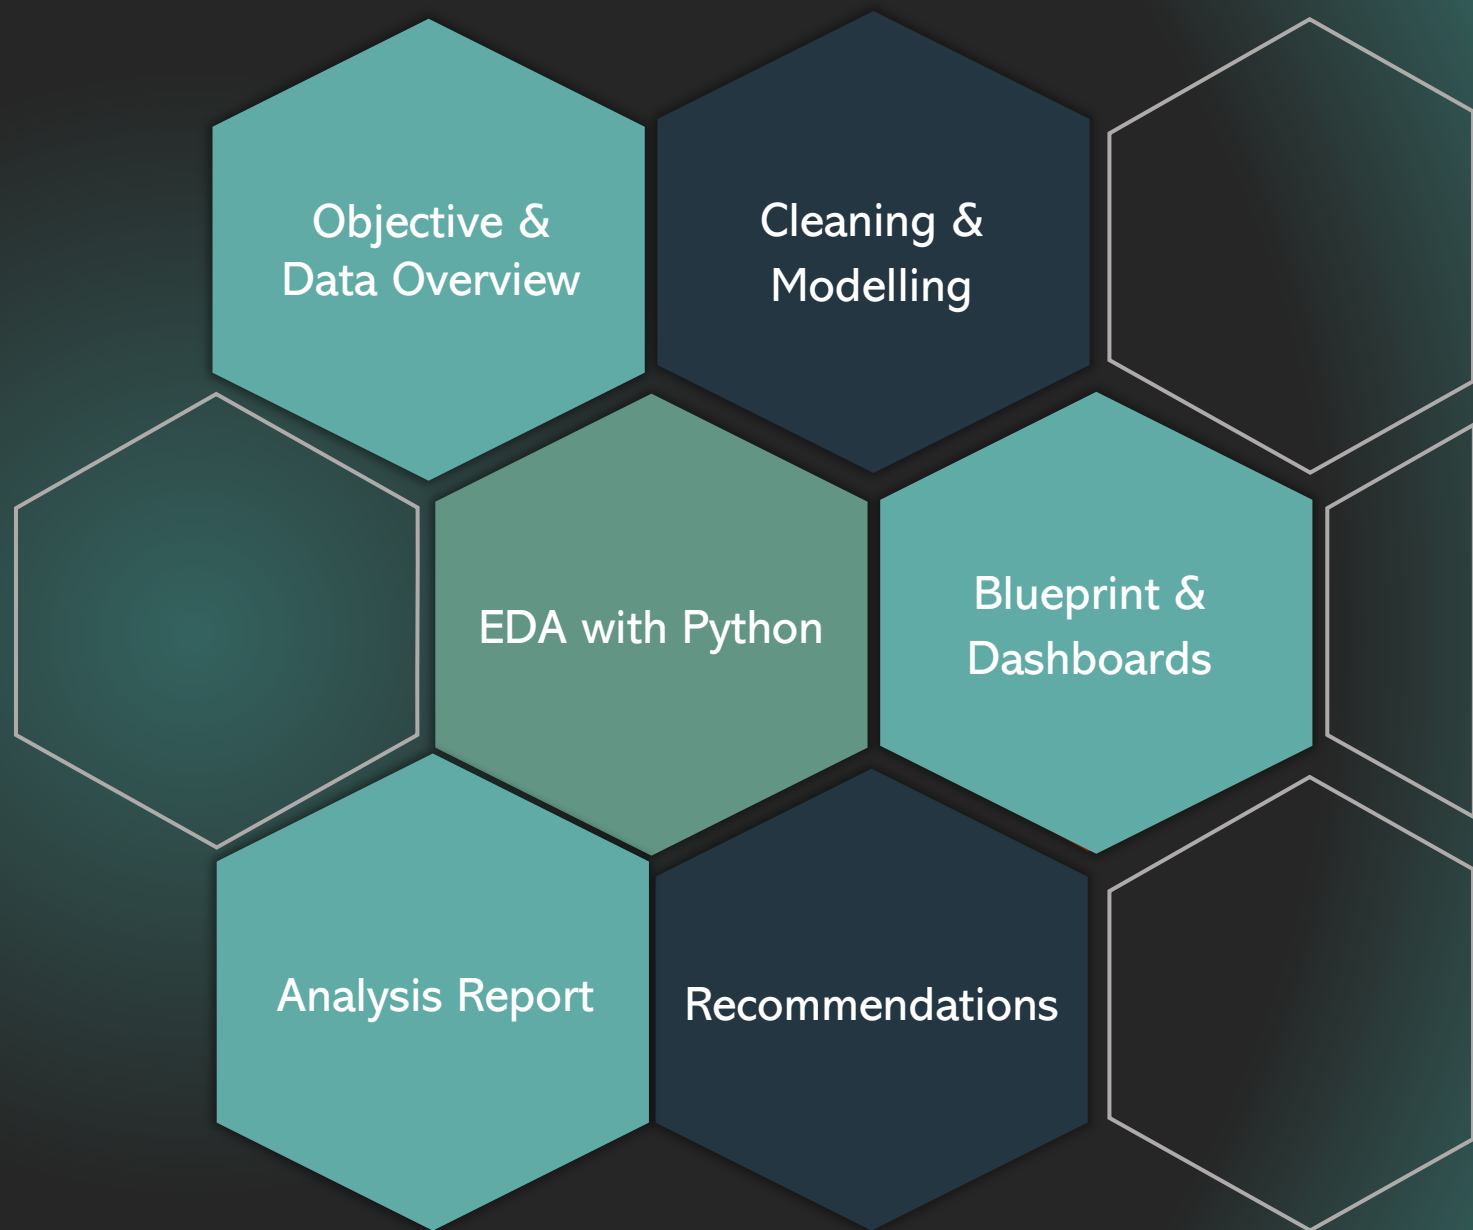 Objective &
Data Overview
Cleaning &
Modelling
EDA with Python
Blueprint &
Dashboards
Analysis Report
Recommendations